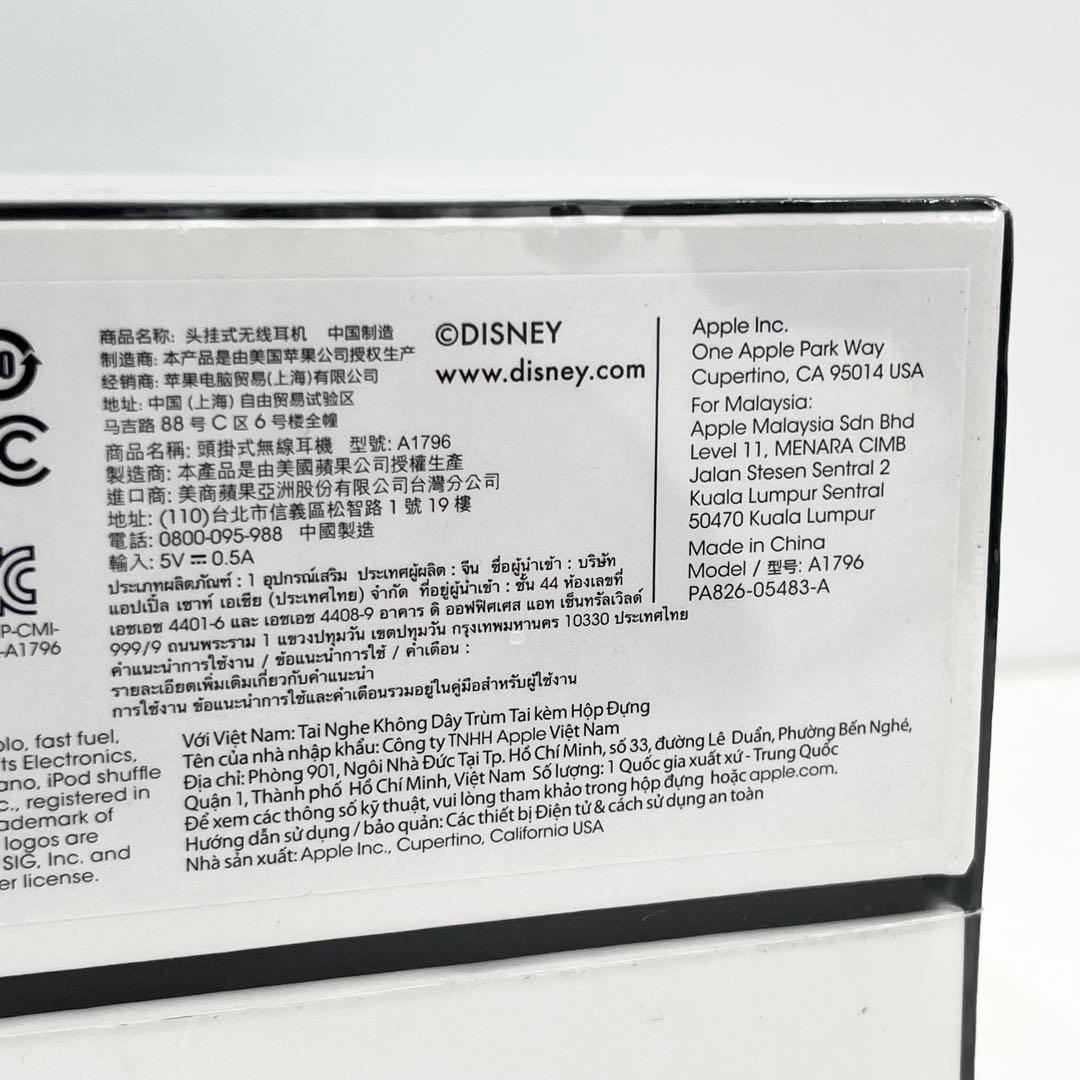 商品名称: 头挂式无线耳机 中国制造
制造商: 本产品是由美国苹果公司授权生产
经销商: 苹果电脑贸易(上海)有限公司
地址: 中国 (上海) 自由贸易试验区
马吉路 88 号 C 区 6 号楼全幢
商品名稱: 頭掛式無線耳機 型號: A1796
製造商: 本產品是由美國蘋果公司授權生產
進口商: 美商蘋果亞洲股份有限公司台灣分公司
地址: (110)台北市信義區松智路 1 號 19 樓
電話: 0800-095-988 中國製造
輸入: 5V ⎓ 0.5A
ประเภทผลิตภัณฑ์ : 1 อุปกรณ์เสริม ประเทศผู้ผลิต : จีน ชื่อผู้นำเข้า : บริษัท
แอปเปิ้ล เซาท์ เอเชีย (ประเทศไทย) จำกัด ที่อยู่ผู้นำเข้า : ชั้น 44 ห้องเลขที่
เอชเอช 4401-6 และ เอชเอช 4408-9 อาคาร ดิ ออฟฟิศเศส แอท เซ็นทรัลเวิลด์
999/9 ถนนพระราม 1 แขวงปทุมวัน เขตปทุมวัน กรุงเทพมหานคร 10330 ประเทศไทย
คำแนะนำการใช้งาน / ข้อแนะนำการใช้ / คำเตือน :
รายละเอียดเพิ่มเติมเกี่ยวกับคำแนะนำ
การใช้งาน ข้อแนะนำการใช้และคำเตือนรวมอยู่ในคู่มือสำหรับผู้ใช้งาน
©DISNEY
www.disney.com
Apple Inc.
One Apple Park Way
Cupertino, CA 95014 USA
For Malaysia:
Apple Malaysia Sdn Bhd
Level 11, MENARA CIMB
Jalan Stesen Sentral 2
Kuala Lumpur Sentral
50470 Kuala Lumpur
Made in China
Model / 型号: A1796
PA826-05483-A
P-CMI-
-A1796
olo, fast fuel,
ts Electronics,
ano, iPod shuffle
c., registered in
ademark of
logos are
SIG, Inc. and
er license.
Với Việt Nam: Tai Nghe Không Dây Trùm Tai kèm Hộp Đựng
Tên của nhà nhập khẩu: Công ty TNHH Apple Việt Nam
Địa chỉ: Phòng 901, Ngôi Nhà Đức Tại Tp. Hồ Chí Minh, số 33, đường Lê Duẩn, Phường Bến Nghé,
Quận 1, Thành phố Hồ Chí Minh, Việt Nam Số lượng: 1 Quốc gia xuất xứ - Trung Quốc
Để xem các thông số kỹ thuật, vui lòng tham khảo trong hộp đựng hoặc apple.com.
Hướng dẫn sử dụng / bảo quản: Các thiết bị Điện tử & cách sử dụng an toàn
Nhà sản xuất: Apple Inc., Cupertino, California USA